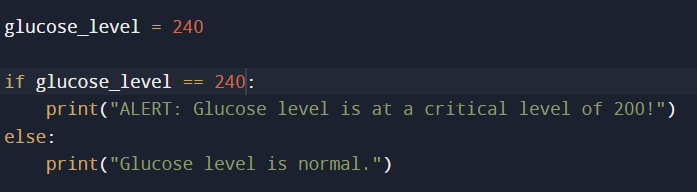 glucose_level = 240
if glucose_level == 240:
    print("ALERT: Glucose level is at a critical level of 200!")
else:
    print("Glucose level is normal.")